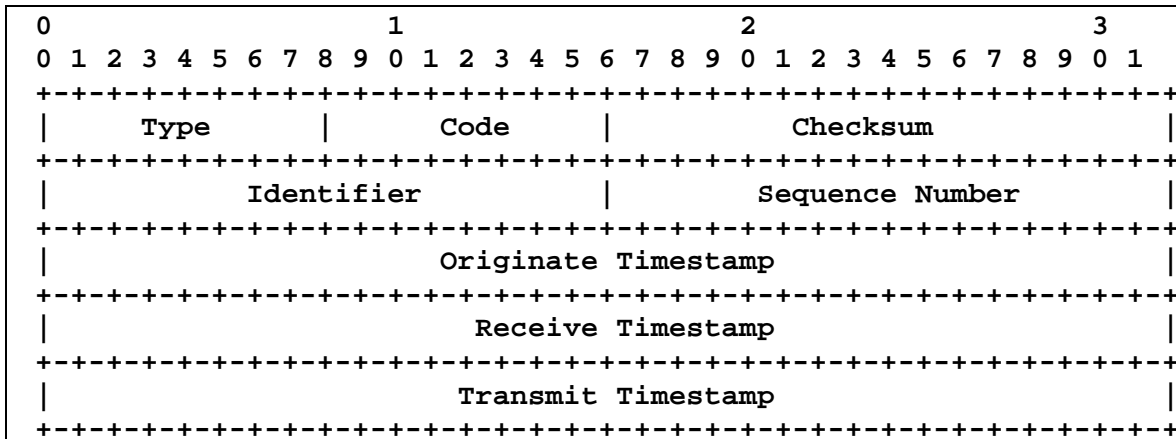 0                   1                   2                   3
0 1 2 3 4 5 6 7 8 9 0 1 2 3 4 5 6 7 8 9 0 1 2 3 4 5 6 7 8 9 0 1
+-+-+-+-+-+-+-+-+-+-+-+-+-+-+-+-+-+-+-+-+-+-+-+-+-+-+-+-+-+-+-+-+
|     Type      |      Code     |          Checksum             |
+-+-+-+-+-+-+-+-+-+-+-+-+-+-+-+-+-+-+-+-+-+-+-+-+-+-+-+-+-+-+-+-+
|           Identifier          |        Sequence Number        |
+-+-+-+-+-+-+-+-+-+-+-+-+-+-+-+-+-+-+-+-+-+-+-+-+-+-+-+-+-+-+-+-+
|                      Originate Timestamp                      |
+-+-+-+-+-+-+-+-+-+-+-+-+-+-+-+-+-+-+-+-+-+-+-+-+-+-+-+-+-+-+-+-+
|                        Receive Timestamp                      |
+-+-+-+-+-+-+-+-+-+-+-+-+-+-+-+-+-+-+-+-+-+-+-+-+-+-+-+-+-+-+-+-+
|                       Transmit Timestamp                      |
+-+-+-+-+-+-+-+-+-+-+-+-+-+-+-+-+-+-+-+-+-+-+-+-+-+-+-+-+-+-+-+-+